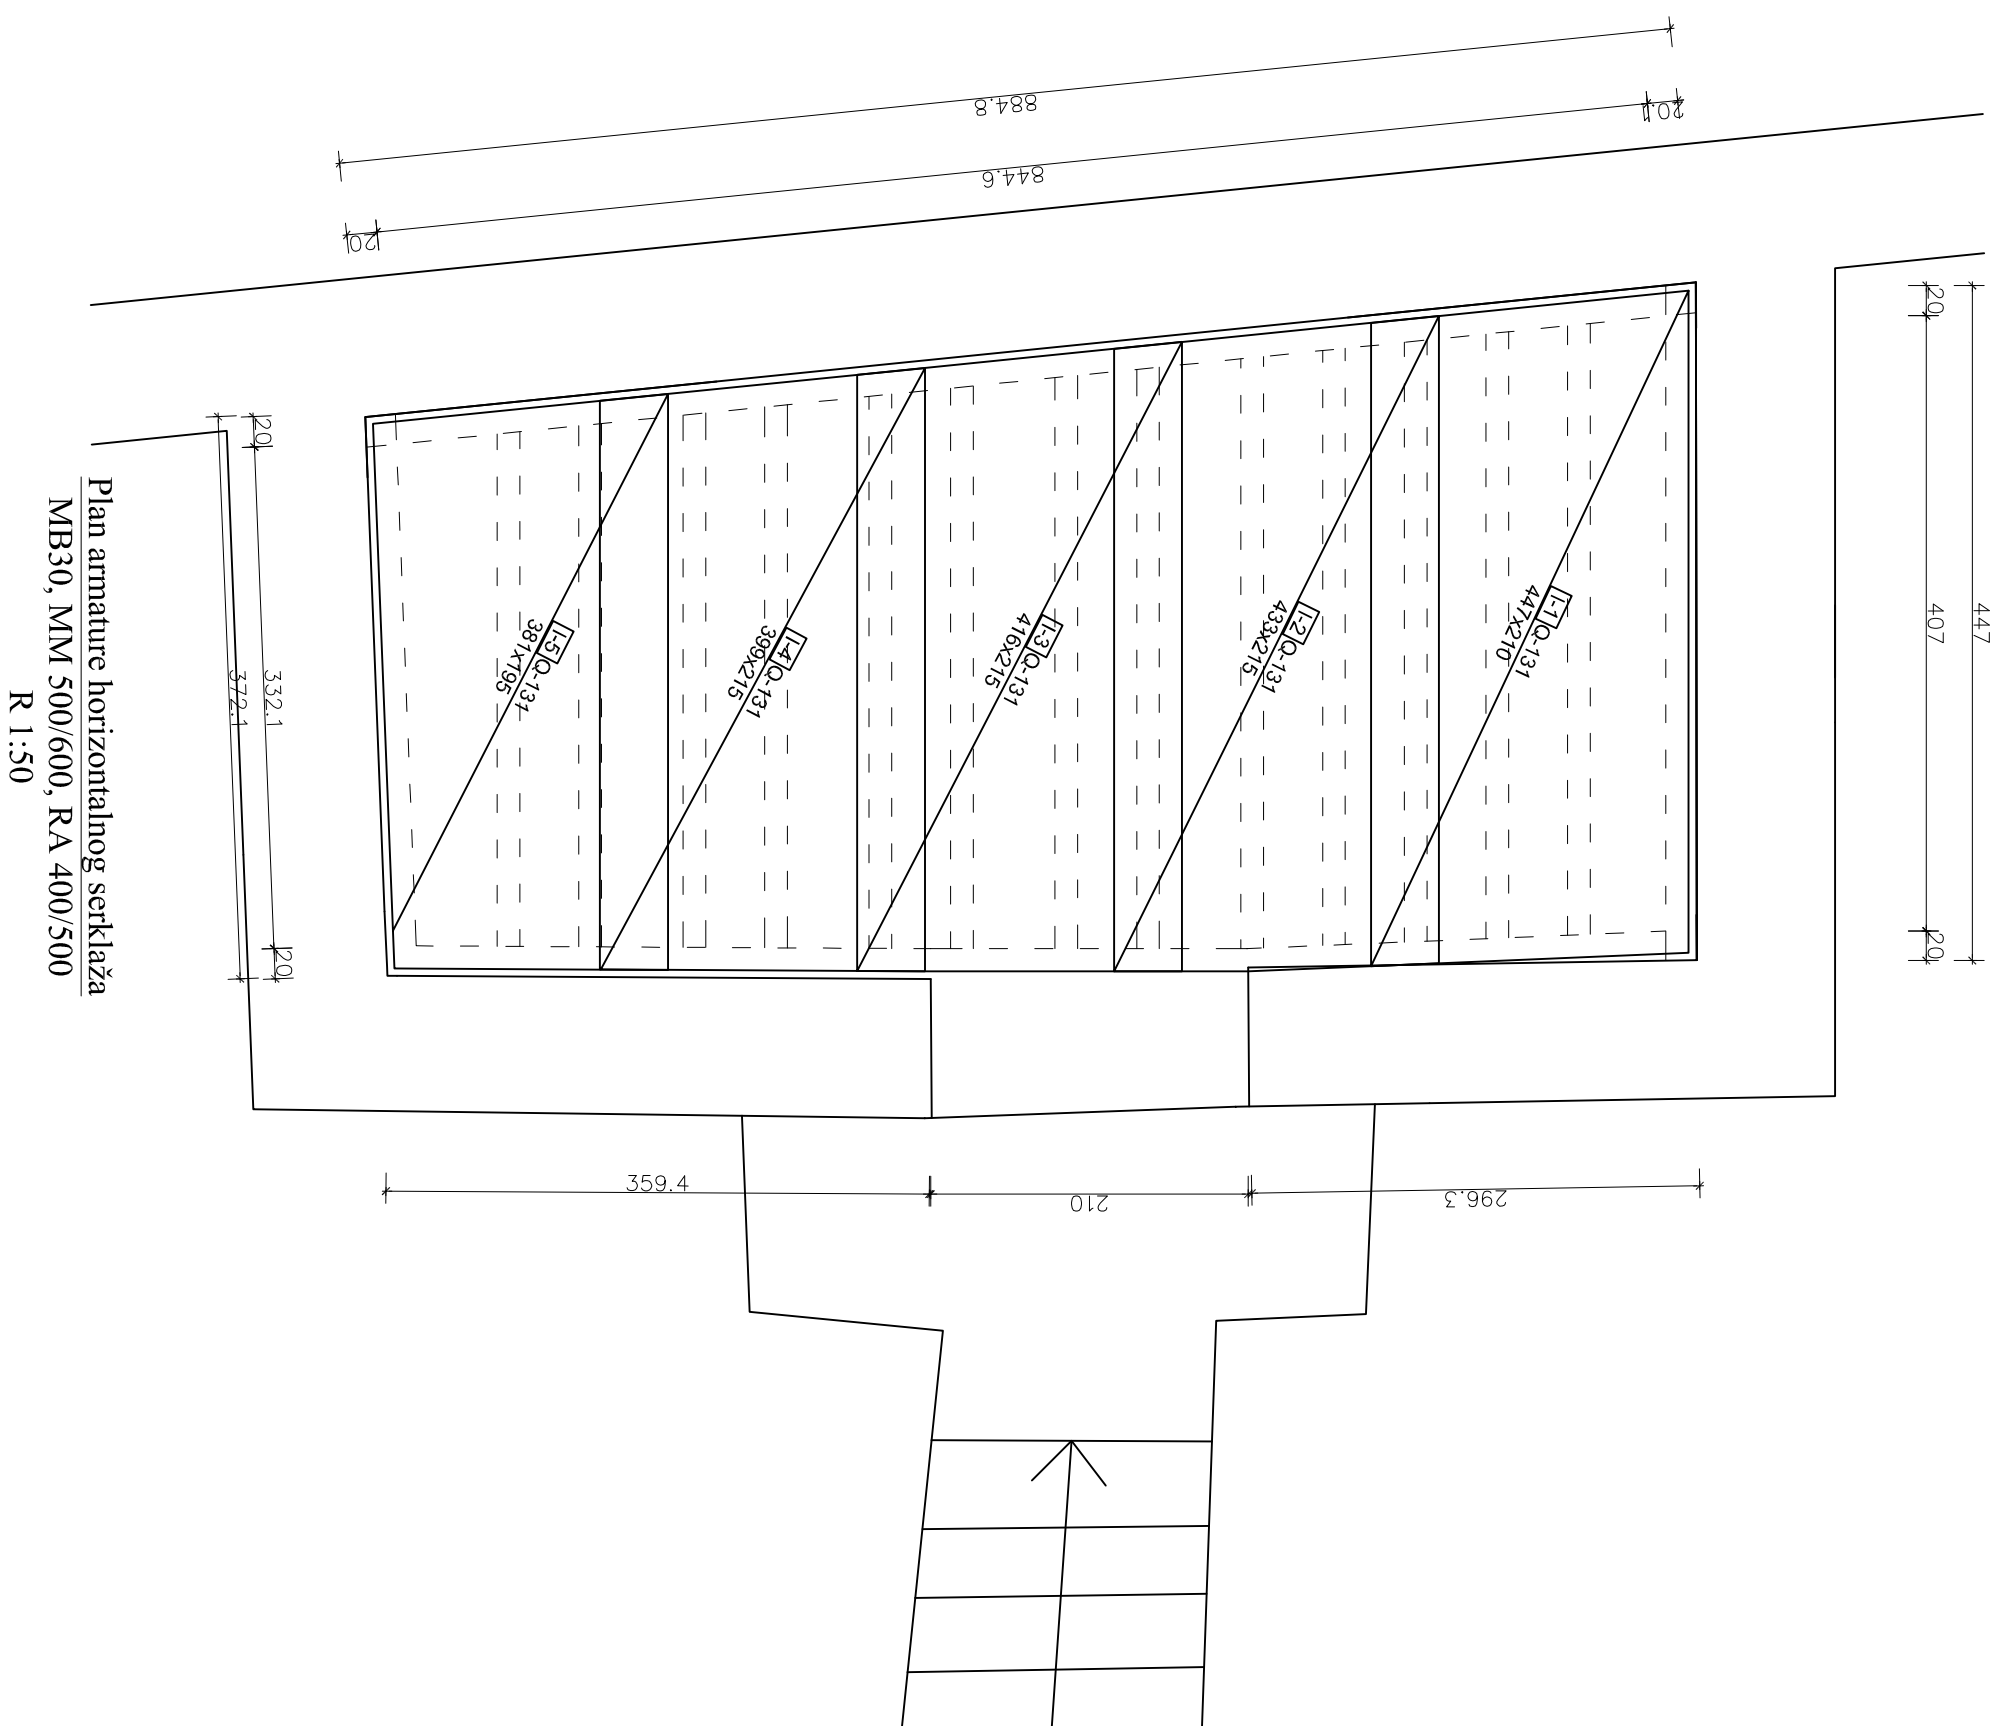 Plan armature horizontalnog serklaža
MB30, MM 500/600, RA 400/500
R 1:50
884.8
844.6
20.1
20
20
332.1
372.1
20
20
407
447
20
I-5 Q-131
381x195
I-4 Q-131
399x215
I-3 Q-131
416x215
I-2 Q-131
433x215
I-1 Q-131
447x210
359.4
210
296.3